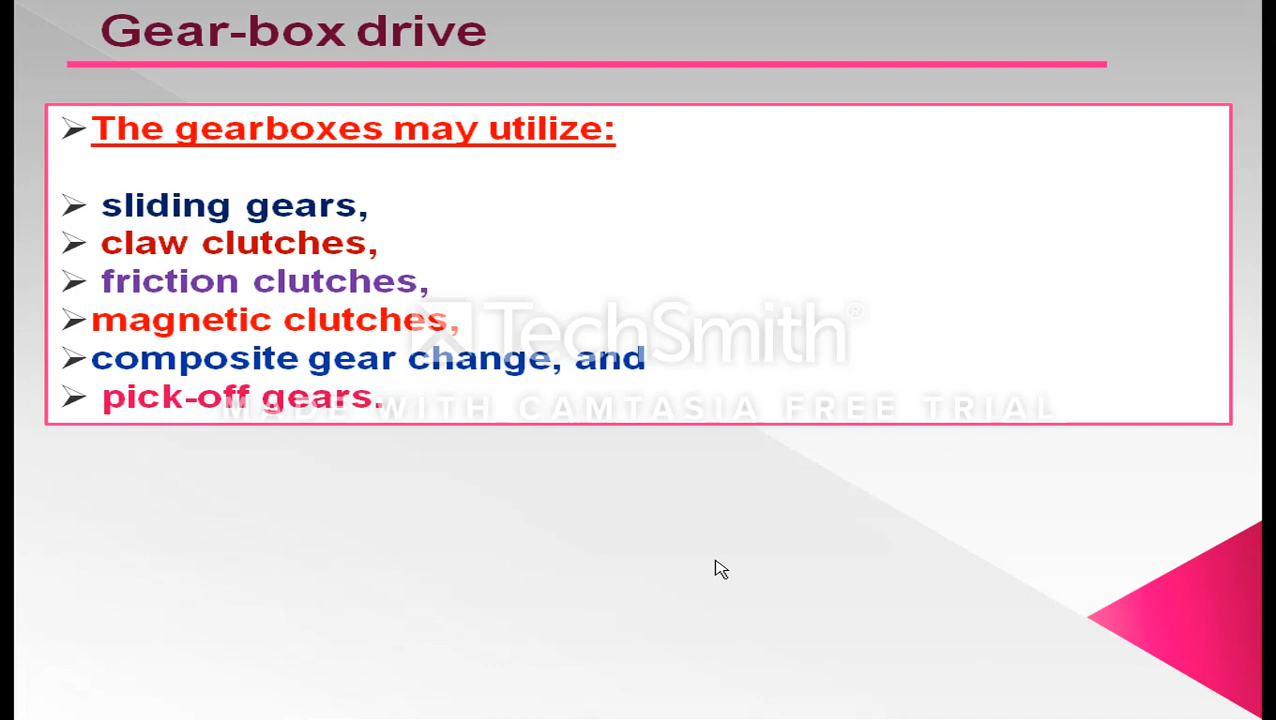 Gear-box drive
The gearboxes may utilize:
sliding gears,
claw clutches,
friction clutches,
magnetic clutches,
composite gear change, and
pick-off gears.
TechSmith®
MADE WITH CAMTASIA FREE TRIAL